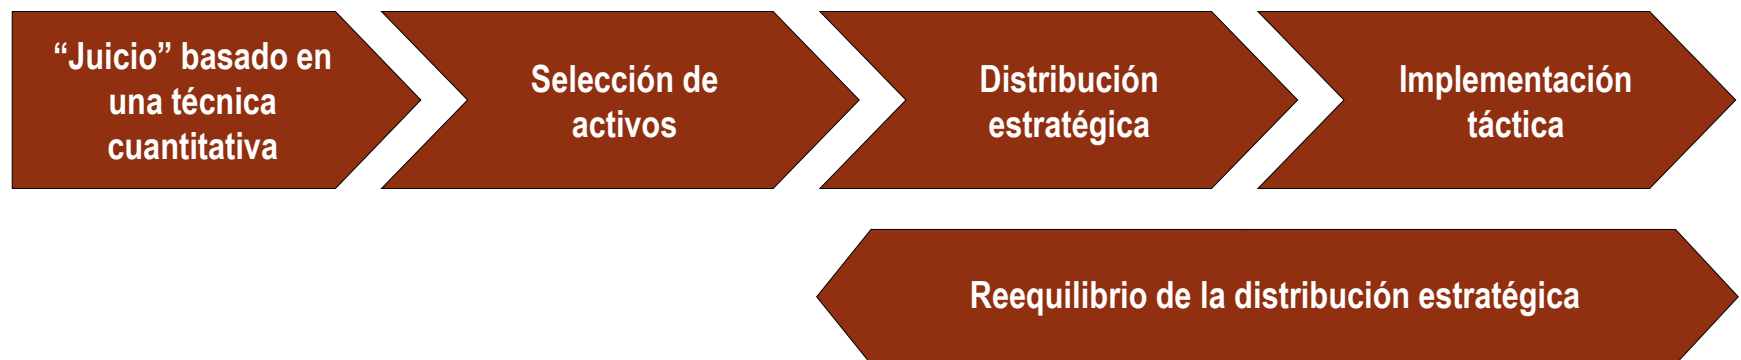 “Juicio” basado en
una técnica
cuantitativa
Selección de
activos
Distribución
estratégica
Implementación
táctica
Reequilibrio de la distribución estratégica